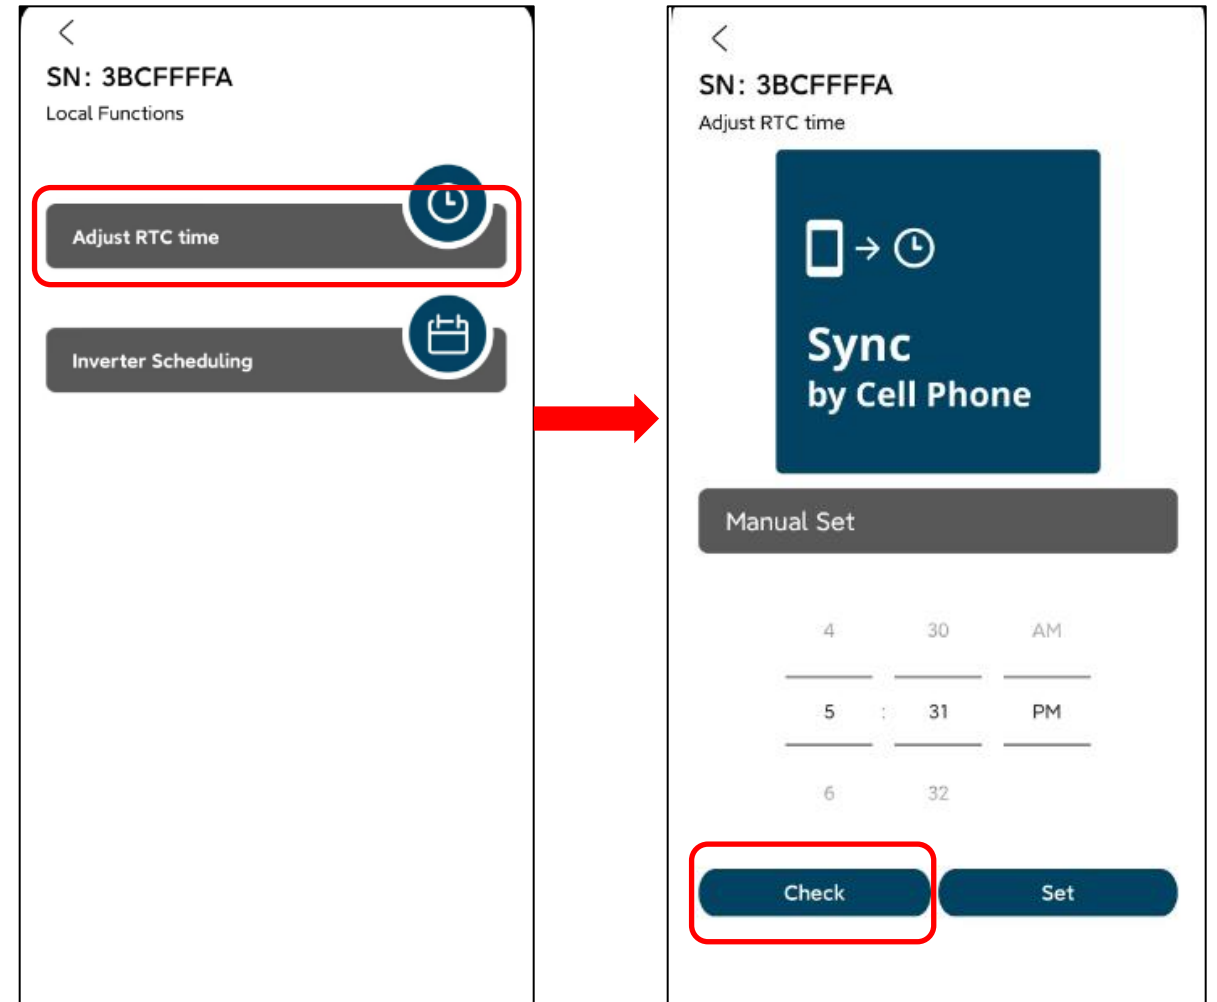 SN: 3BCFFFFA
Local Functions
Adjust RTC time
Inverter Scheduling
SN: 3BCFFFFA
Adjust RTC time
Sync
by Cell Phone
Manual Set
4 30 AM
5 : 31 PM
6 32
Check Set